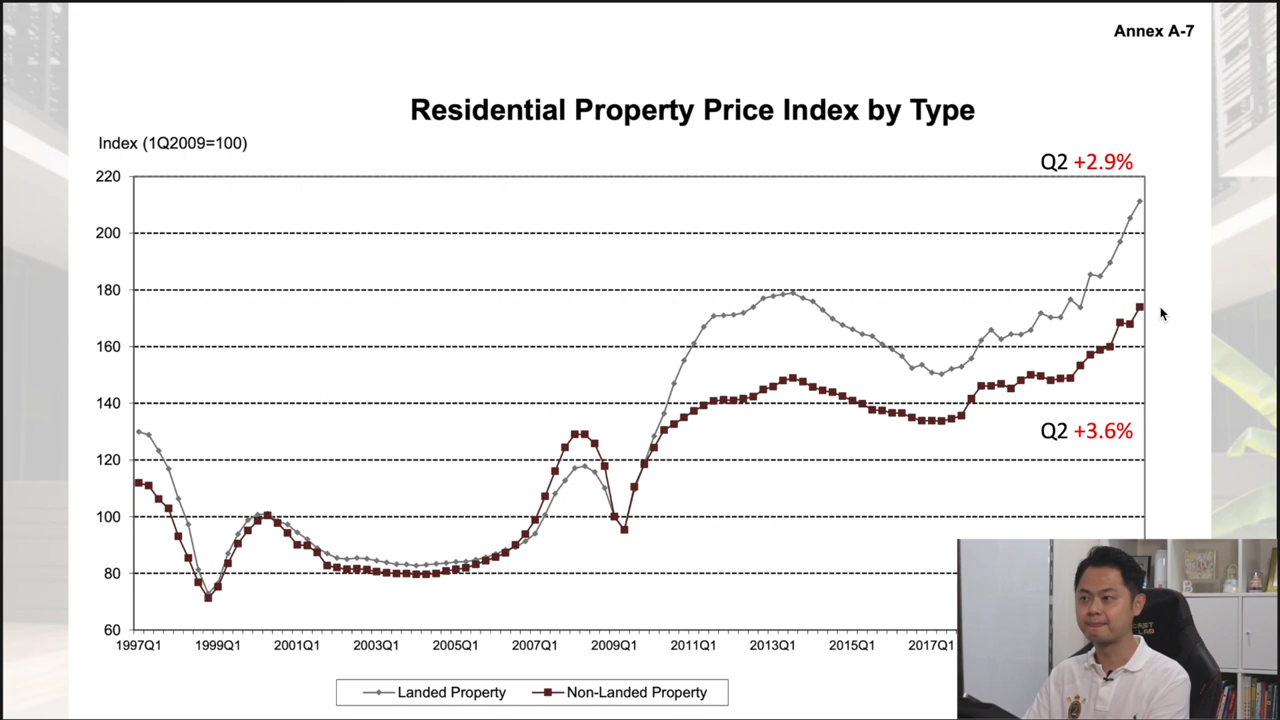 Annex A-7
Residential Property Price Index by Type
Index (1Q2009=100)
Q2 +2.9%
220
200
180
160
140
120
100
80
60
Q2 +3.6%
1997Q1 1999Q1 2001Q1 2003Q1 2005Q1 2007Q1 2009Q1 2011Q1 2013Q1 2015Q1 2017Q1
Landed Property Non-Landed Property